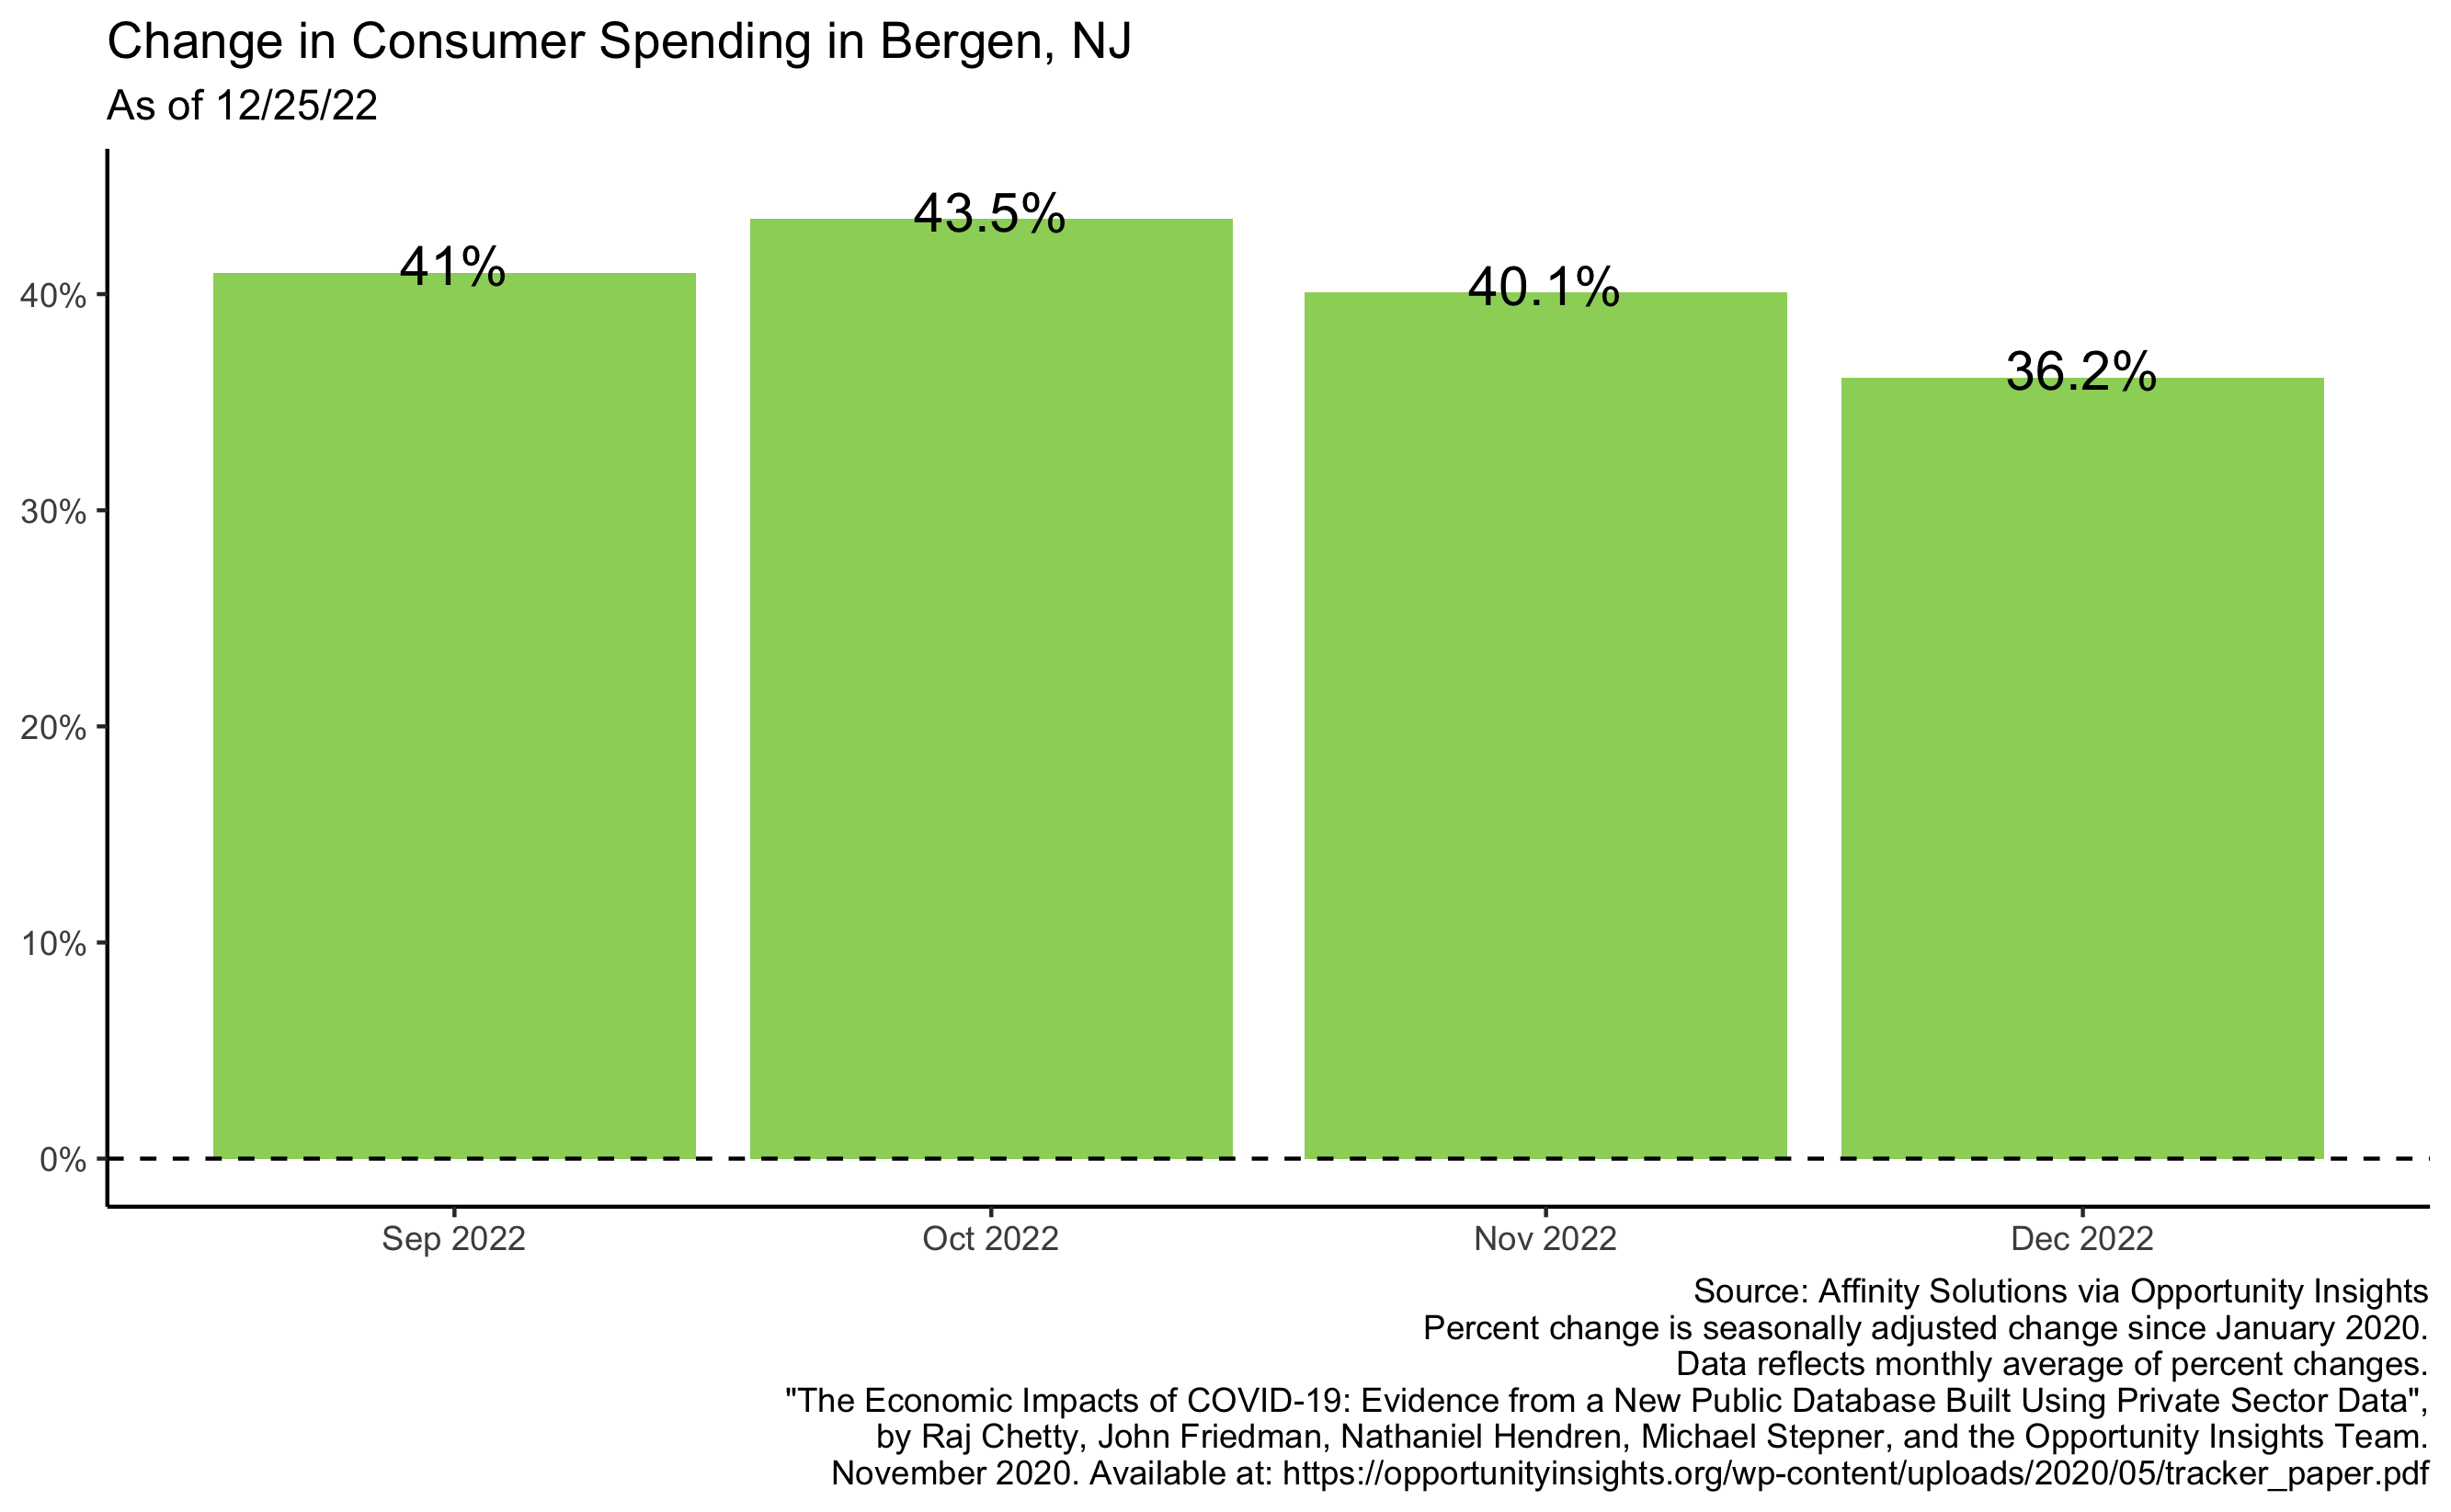 Change in Consumer Spending in Bergen, NJ
As of 12/25/22
41%
43.5%
40.1%
36.2%
40%
30%
20%
10%
0%
Sep 2022
Oct 2022
Nov 2022
Dec 2022
Source: Affinity Solutions via Opportunity Insights
Percent change is seasonally adjusted change since January 2020.
Data reflects monthly average of percent changes.
"The Economic Impacts of COVID-19: Evidence from a New Public Database Built Using Private Sector Data",
by Raj Chetty, John Friedman, Nathaniel Hendren, Michael Stepner, and the Opportunity Insights Team.
November 2020. Available at: https://opportunityinsights.org/wp-content/uploads/2020/05/tracker_paper.pdf